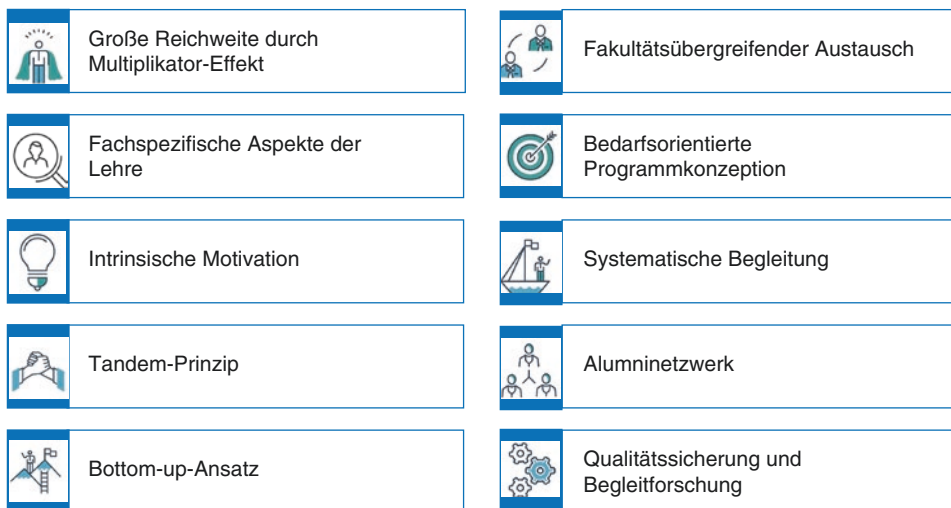 Große Reichweite durch
Multiplikator-Effekt
Fachspezifische Aspekte der
Lehre
Intrinsische Motivation
Tandem-Prinzip
Bottom-up-Ansatz
Fakultätsübergreifender Austausch
Bedarfsorientierte
Programmkonzeption
Systematische Begleitung
Alumninetzwerk
Qualitätssicherung und
Begleitforschung